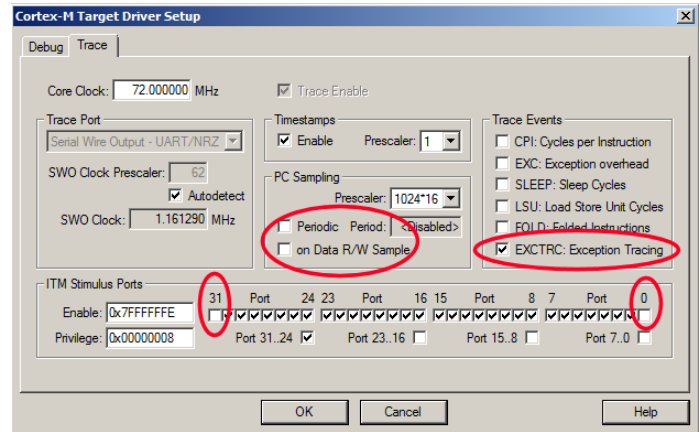 Cortex-M Target Driver Setup
Debug Trace
Core Clock: 72.000000 MHz Trace Enable
Trace Port
Serial Wire Output - UART/NRZ
SWO Clock Prescaler: 62
Autodetect
SWO Clock: 1.161290 MHz
Timestamps
Enable Prescaler: 1
PC Sampling
Prescaler: 1024*16
Periodic Period: <Disabled>
on Data R/W Sample
Trace Events
CPI: Cycles per Instruction
EXC: Exception overhead
SLEEP: Sleep Cycles
LSU: Load Store Unit Cycles
FOLD: Folded Instructions
EXCTRC: Exception Tracing
ITM Stimulus Ports
31 Port 24 23 Port 16 15 Port 8 7 Port 0
Enable: 0x7FFFFFFE
Privilege: 0x00000008 Port 31..24 Port 23..16 Port 15..8 Port 7..0
OK Cancel Help